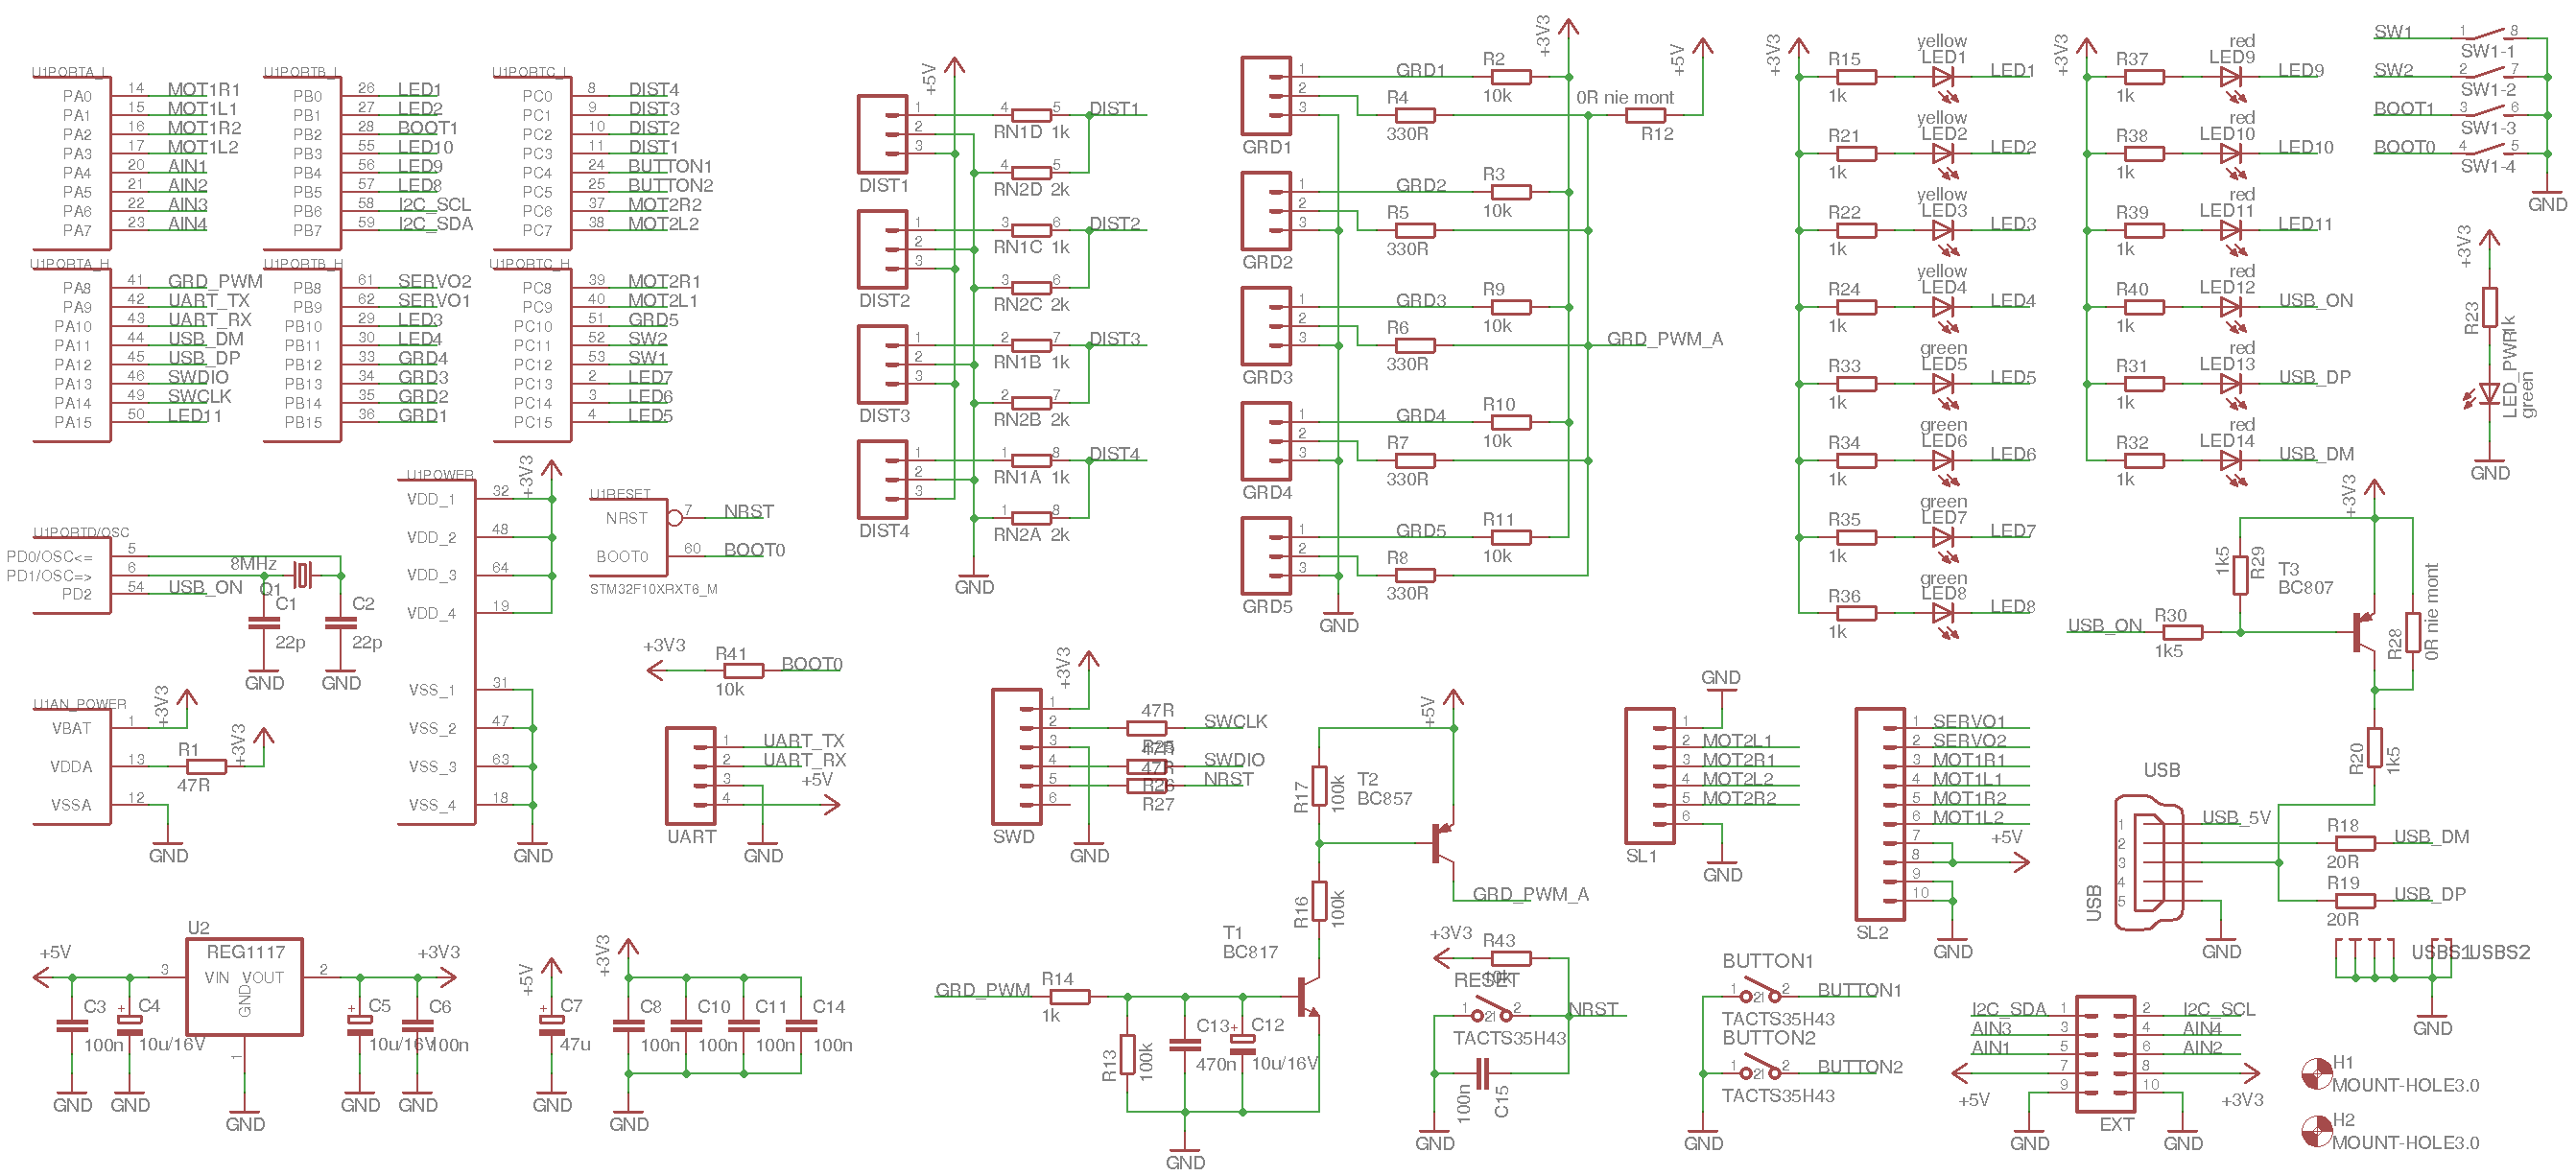 U1PORTA_L
PA0 14 MOT1R1
PA1 15 MOT1L1
PA2 16 MOT1R2
PA3 17 MOT1L2
PA4 20 AIN1
PA5 21 AIN2
PA6 22 AIN3
PA7 23 AIN4
U1PORTB_L
PB0 26 LED1
PB1 27 LED2
PB2 28 BOOT1
PB3 55 LED10
PB4 56 LED9
PB5 57 LED8
PB6 58 I2C_SCL
PB7 59 I2C_SDA
U1PORTC_L
PC0 8 DIST4
PC1 9 DIST3
PC2 10 DIST2
PC3 11 DIST1
PC4 24 BUTTON1
PC5 25 BUTTON2
PC6 37 MOT2R2
PC7 38 MOT2L2
U1PORTA_H
PA8 41 GRD_PWM
PA9 42 UART_TX
PA10 43 UART_RX
PA11 44 USB_DM
PA12 45 USB_DP
PA13 46 SWDIO
PA14 49 SWCLK
PA15 50 LED11
U1PORTB_H
PB8 61 SERVO2
PB9 62 SERVO1
PB10 29 LED3
PB11 30 LED4
PB12 33 GRD4
PB13 34 GRD3
PB14 35 GRD2
PB15 36 GRD1
U1PORTC_H
PC8 39 MOT2R1
PC9 40 MOT2L1
PC10 51 GRD5
PC11 52 SW2
PC12 53 SW1
PC13 2 LED7
PC14 3 LED6
PC15 4 LED5
U1PORTD/OSC
PD0/OSC<= 5
PD1/OSC=> 6
PD2 54 USB_ON
8MHz
Q1
C1
22p
GND
C2
22p
GND
U1POWER
+3V3
VDD_1 32
VDD_2 48
VDD_3 64
VDD_4 19
VSS_1 31
VSS_2 47
VSS_3 63
VSS_4 18
GND
U1RESET
NRST 7 NRST
BOOT0 60 BOOT0
STM32F10XRXT6_M
U1AN_POWER
VBAT 1 +3V3
VDDA 13 R1 +3V3
47R
VSSA 12
GND
+3V3 R41 BOOT0
10k
1 UART_TX
2 UART_RX
3 +5V
4
UART
GND
+5V
1 4 5 DIST1
2 RN1D 1k
3 4 5
DIST1 RN2D 2k
1 3 6 DIST2
2 RN1C 1k
3 3 6
DIST2 RN2C 2k
1 2 7 DIST3
2 RN1B 1k
3 2 7
DIST3 RN2B 2k
1 1 8 DIST4
2 RN1A 1k
3 1 8
DIST4 RN2A 2k
GND
+3V3
+5V
1 GRD1 R2
2 10k
3 R4
GRD1 330R
0R nie mont
R12
1 GRD2 R3
2 10k
3 R5
GRD2 330R
1 GRD3 R9
2 10k
3 R6 GRD_PWM_A
GRD3 330R
1 GRD4 R10
2 10k
3 R7
GRD4 330R
1 GRD5 R11
2 10k
3 R8
GRD5 330R
GND
+3V3
R15 1k yellow LED1 LED1
R21 1k yellow LED2 LED2
R22 1k yellow LED3 LED3
R24 1k yellow LED4 LED4
R33 1k green LED5 LED5
R34 1k green LED6 LED6
R35 1k green LED7 LED7
R36 1k green LED8 LED8
+3V3
R37 1k red LED9 LED9
R38 1k red LED10 LED10
R39 1k red LED11 LED11
R40 1k red LED12 USB_ON
R31 1k red LED13 USB_DP
R32 1k red LED14 USB_DM
SW1 1 8
SW1-1
SW2 2 7
SW1-2
BOOT1 3 6
SW1-3
BOOT0 4 5
SW1-4
GND
+3V3
R23
1k
LED_PWR
green
GND
+3V3
1k5
R29
T3
BC807
USB_ON R30
1k5
R28
0R nie mont
R20
1k5
+3V3
1
2 47R SWCLK
3 R25
4 47R SWDIO
5 R26 NRST
6 R27
SWD
GND
+5V
R17
100k
T2
BC857
R16
100k
GRD_PWM_A
T1
BC817
GRD_PWM R14
1k
R13
100k
C13
470n
C12
10u/16V
GND
GND
1
2 MOT2L1
3 MOT2R1
4 MOT2L2
5 MOT2R2
6
SL1
GND
1 SERVO1
2 SERVO2
3 MOT1R1
4 MOT1L1
5 MOT1R2
6 MOT1L2
7 +5V
8
9
10
SL2
GND
USB
USB
1 USB_5V
2 R18 USB_DM
3 20R
4 R19 USB_DP
5 20R
GND
USBS1 USBS2
GND
U2
REG1117
+5V 3 VIN VOUT 2 +3V3
GND
1
C3
100n
GND
C4
10u/16V
GND
GND
C5
10u/16V
GND
C6
100n
GND
+5V
C7
47u
GND
+3V3
C8
100n
C10
100n
C11
100n
C14
100n
GND
+3V3 R43
10k
RESET
1 21 2 NRST
TACTS35H43
100n
C15
GND
BUTTON1
1 21 2 BUTTON1
TACTS35H43
BUTTON2
1 21 2 BUTTON2
TACTS35H43
GND
I2C_SDA 1 2 I2C_SCL
AIN3 3 4 AIN4
AIN1 5 6 AIN2
7 8
+5V 9 10 +3V3
GND EXT GND
H1
MOUNT-HOLE3.0
H2
MOUNT-HOLE3.0